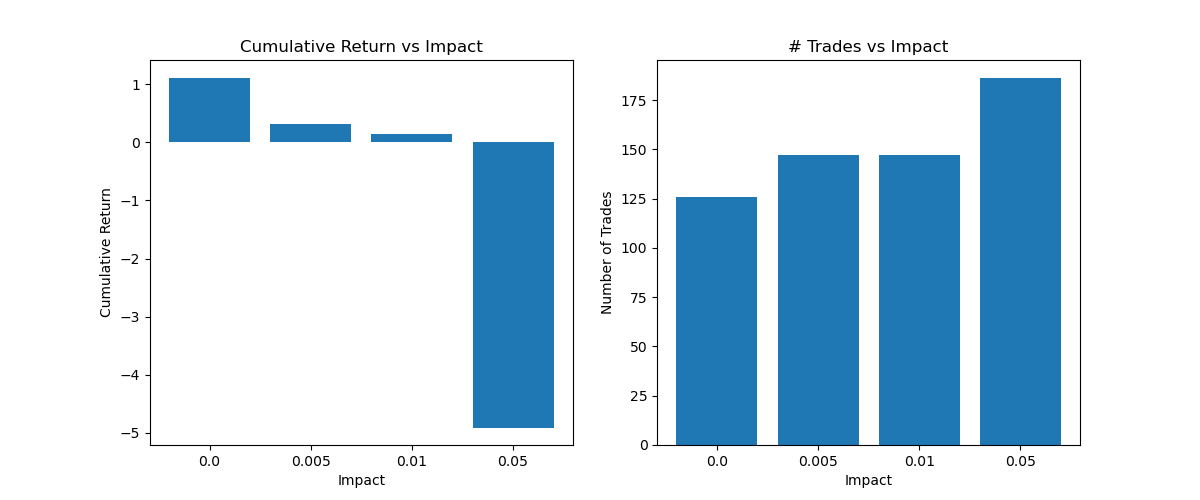 Cumulative Return vs Impact
1
0
−1
−2
−3
−4
−5
Cumulative Return
0.0 0.005 0.01 0.05
Impact
# Trades vs Impact
175
150
125
100
75
50
25
0
Number of Trades
0.0 0.005 0.01 0.05
Impact